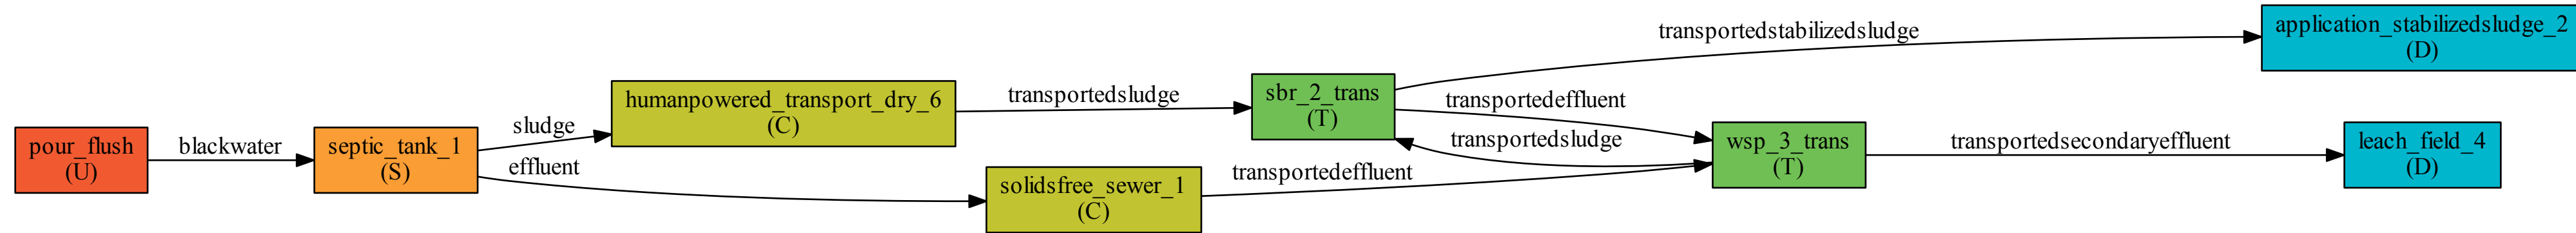 pour_flush
(U)
blackwater
septic_tank_1
(S)
sludge
effluent
humanpowered_transport_dry_6
(C)
solidsfree_sewer_1
(C)
transportedsludge
transportedeffluent
sbr_2_trans
(T)
transportedstabilizedsludge
transportedeffluent
transportedsludge
wsp_3_trans
(T)
transportedsecondaryeffluent
application_stabilizedsludge_2
(D)
leach_field_4
(D)